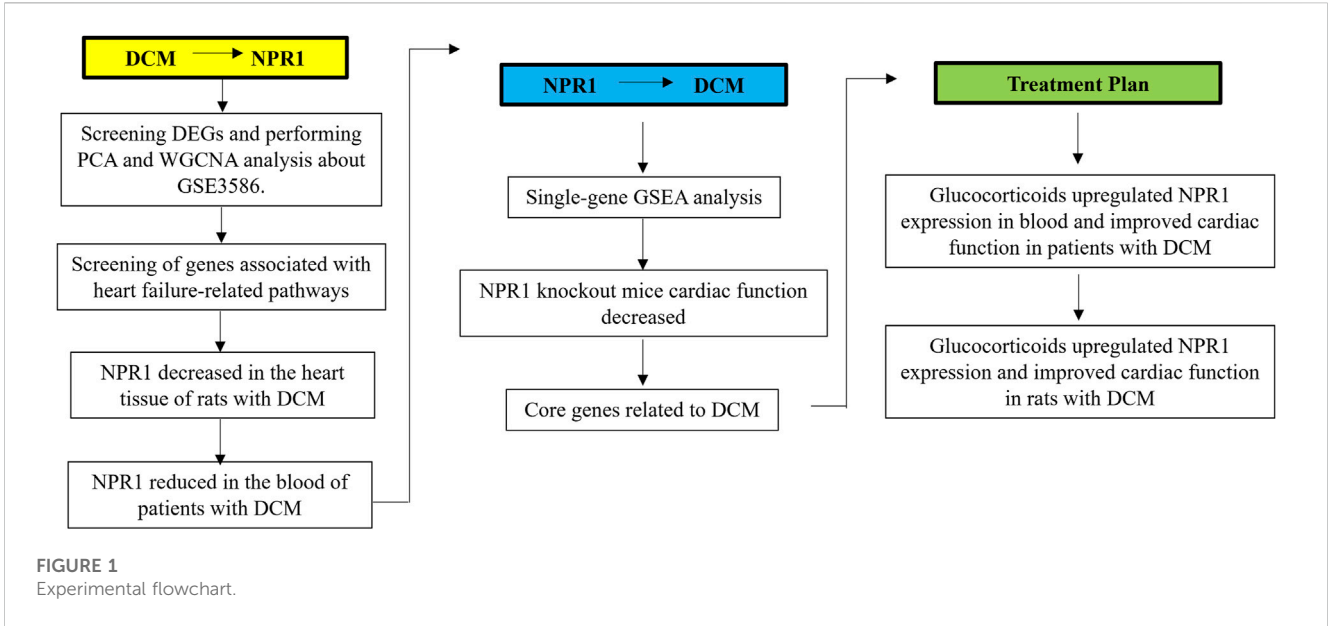 DCM NPR1
Screening DEGs and performing
PCA and WGCNA analysis about
GSE3586.
Screening of genes associated with
heart failure-related pathways
NPR1 decreased in the heart
tissue of rats with DCM
NPR1 reduced in the blood of
patients with DCM
NPR1 DCM
Single-gene GSEA analysis
NPR1 knockout mice cardiac function
decreased
Core genes related to DCM
Treatment Plan
Glucocorticoids upregulated NPR1
expression in blood and improved cardiac
function in patients with DCM
Glucocorticoids upregulated NPR1
expression and improved cardiac function
in rats with DCM
FIGURE 1
Experimental flowchart.